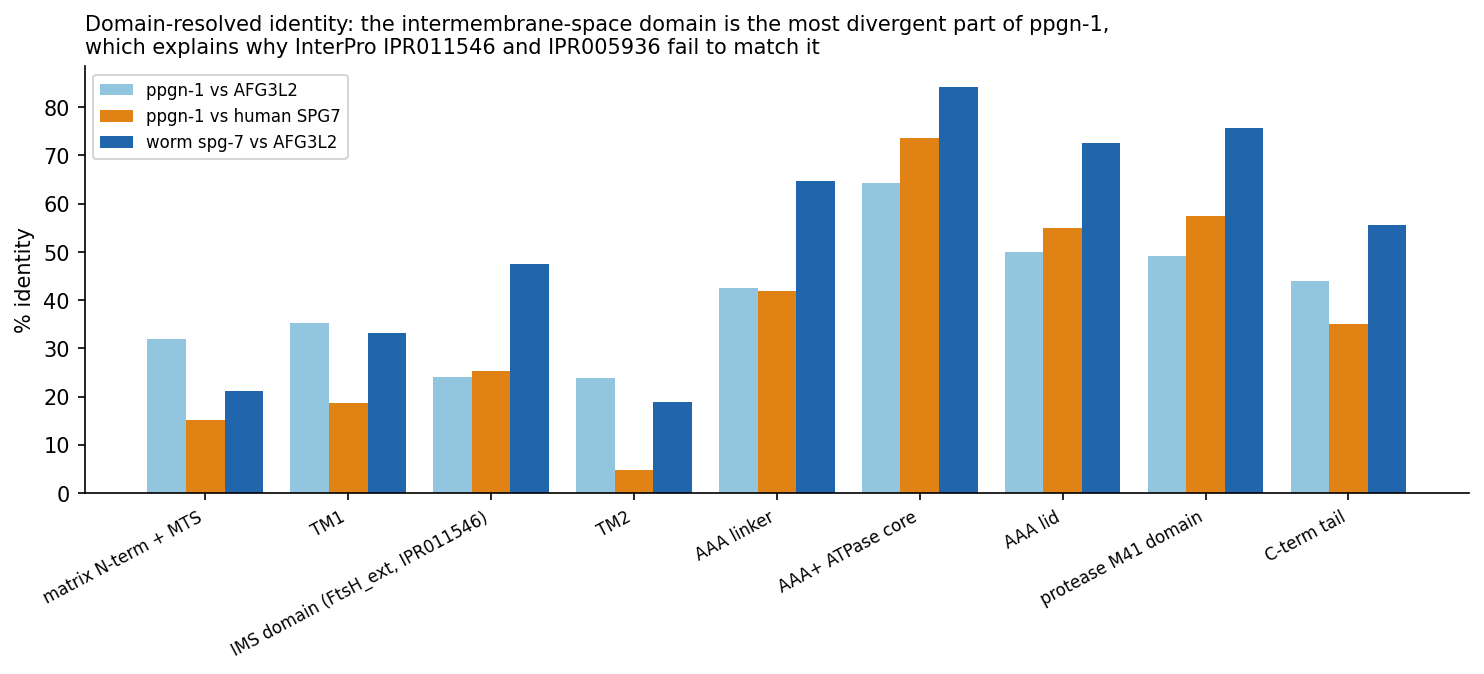 Domain-resolved identity: the intermembrane-space domain is the most divergent part of ppgn-1,
which explains why InterPro IPR011546 and IPR005936 fail to match it
ppgn-1 vs AFG3L2
ppgn-1 vs human SPG7
worm spg-7 vs AFG3L2
% identity
80
70
60
50
40
30
20
10
0
matrix N-term + MTS
TM1
IMS domain (FtsH_ext, IPR011546)
TM2
AAA linker
AAA+ ATPase core
AAA lid
protease M41 domain
C-term tail